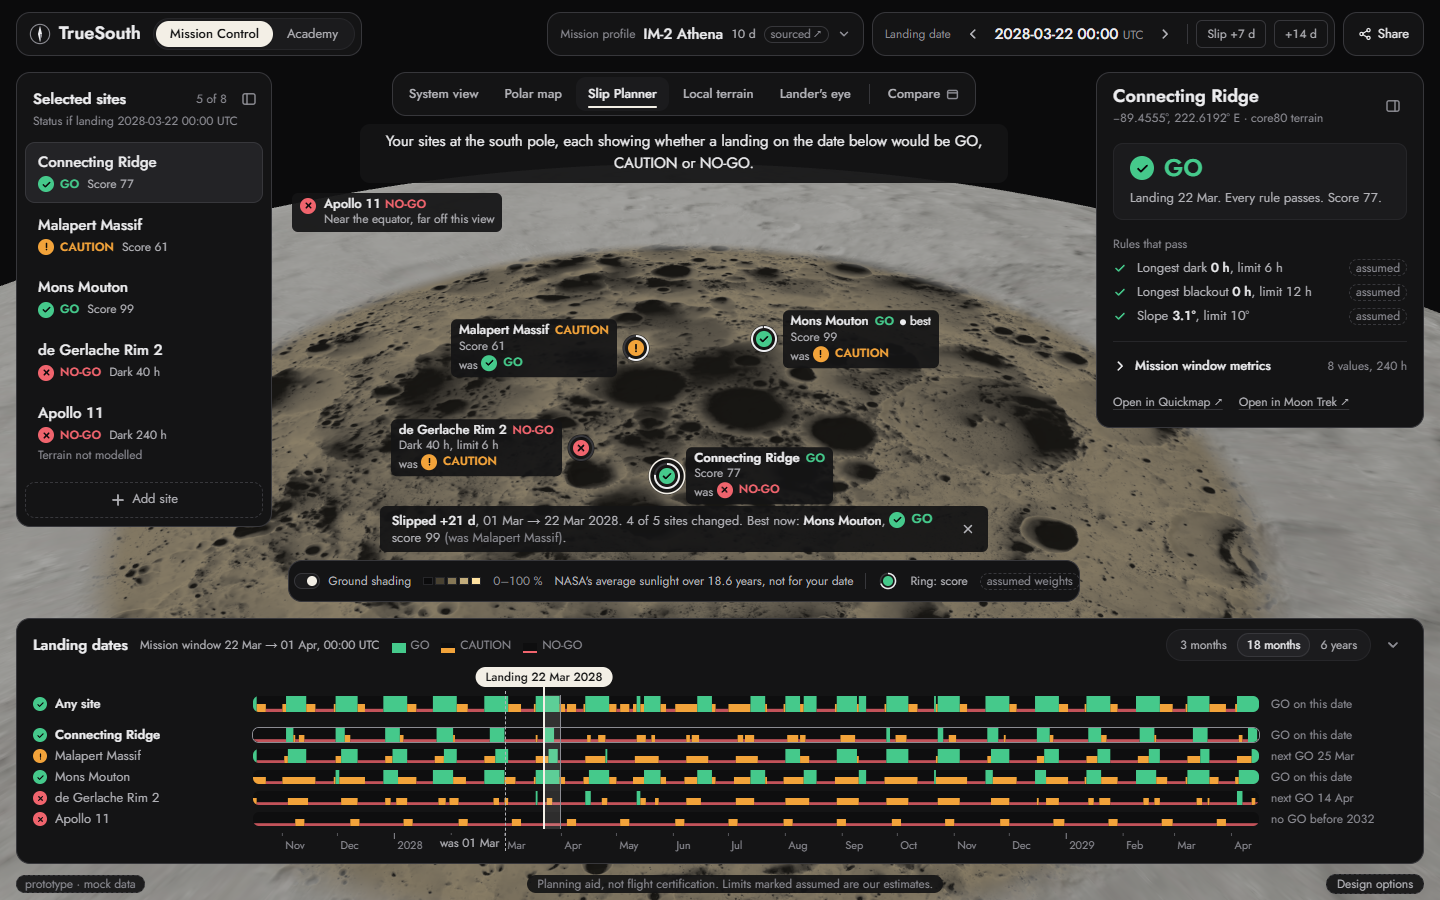 TrueSouth
Mission Control
Academy
Mission profile IM-2 Athena 10 d sourced ↗
Landing date 2028-03-22 00:00 UTC
Slip +7 d
+14 d
Share
Selected sites 5 of 8
Status if landing 2028-03-22 00:00 UTC
Connecting Ridge
GO Score 77
Malapert Massif
CAUTION Score 61
Mons Mouton
GO Score 99
de Gerlache Rim 2
NO-GO Dark 40 h
Apollo 11
NO-GO Dark 240 h
Terrain not modelled
+ Add site
System view
Polar map
Slip Planner
Local terrain
Lander's eye
Compare
Your sites at the south pole, each showing whether a landing on the date below would be GO,
CAUTION or NO-GO.
Apollo 11 NO-GO
Near the equator, far off this view
Malapert Massif CAUTION
Score 61
was GO
Mons Mouton GO ● best
Score 99
was CAUTION
de Gerlache Rim 2 NO-GO
Dark 40 h, limit 6 h
was CAUTION
Connecting Ridge GO
Score 77
was NO-GO
Slipped +21 d, 01 Mar → 22 Mar 2028. 4 of 5 sites changed. Best now: Mons Mouton, GO
score 99 (was Malapert Massif).
Ground shading 0–100 % NASA's average sunlight over 18.6 years, not for your date
Ring: score assumed weights
Connecting Ridge
−89.4555°, 222.6192° E · core80 terrain
GO
Landing 22 Mar. Every rule passes. Score 77.
Rules that pass
Longest dark 0 h, limit 6 h assumed
Longest blackout 0 h, limit 12 h assumed
Slope 3.1°, limit 10° assumed
Mission window metrics 8 values, 240 h
Open in Quickmap ↗ Open in Moon Trek ↗
Landing dates Mission window 22 Mar → 01 Apr, 00:00 UTC GO CAUTION NO-GO
3 months 18 months 6 years
Landing 22 Mar 2028
Any site GO on this date
Connecting Ridge GO on this date
Malapert Massif next GO 25 Mar
Mons Mouton GO on this date
de Gerlache Rim 2 next GO 14 Apr
Apollo 11 no GO before 2032
Nov Dec 2028 was 01 Mar Mar Apr May Jun Jul Aug Sep Oct Nov Dec 2029 Feb Mar Apr
prototype · mock data
Planning aid, not flight certification. Limits marked assumed are our estimates.
Design options